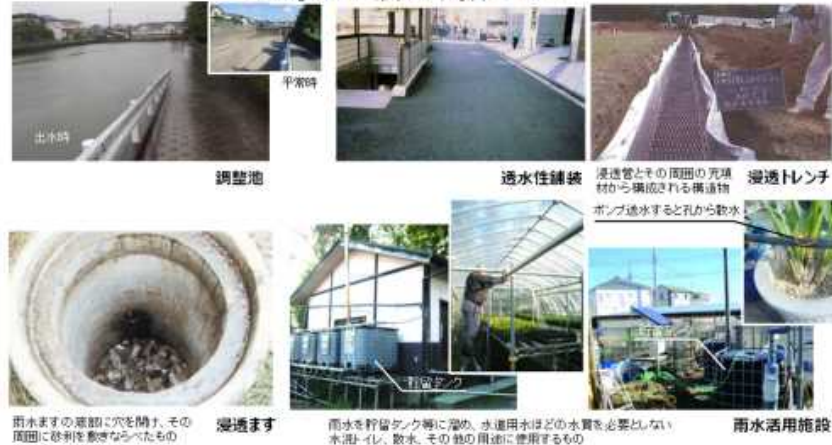 平常時
出水時
調整池
透水性舗装
浸透管とその周囲の充填
材から構成される構造物
浸透トレンチ
ポンプ送水すると孔から散水
貯留タンク
雨水ますの底部に穴を開け、その
周囲に砂利を敷きならべたもの
浸透ます
雨水を貯留タンク等に溜め、水道用水ほどの水質を必要としない
水洗トイレ、散水、その他の用途に使用するもの
雨水活用施設